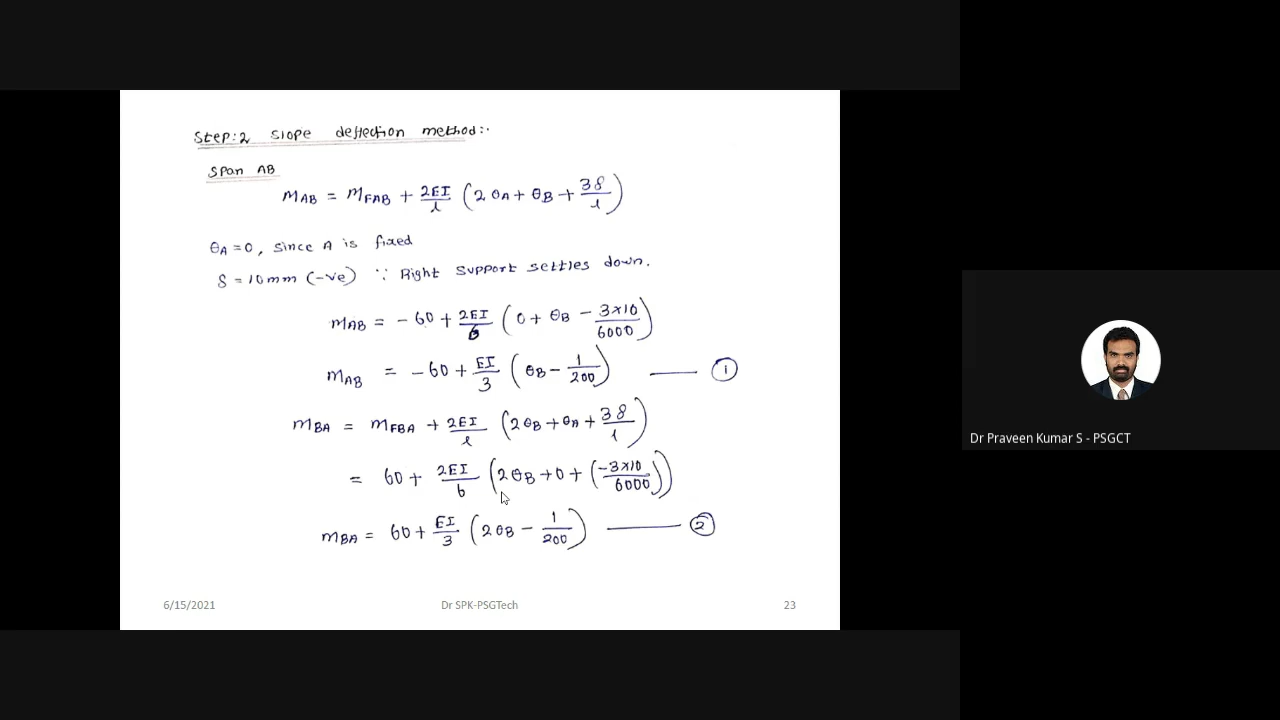 Step:2 Slope deflection method:-
Span AB
MAB = MFAB + 2EI/l (2θA + θB + 3δ/l)
θA = 0, since A is fixed
δ = 10mm (-ve) ∵ Right support settles down.
MAB = -60 + 2EI/6 (0 + θB - 3×10/6000)
MAB = -60 + EI/3 (θB - 1/200) —— ①
MBA = MFBA + 2EI/l (2θB + θA + 3δ/l)
= 60 + 2EI/6 (2θB + 0 + (-3×10/6000))
MBA = 60 + EI/3 (2θB - 1/200) —— ②
6/15/2021 Dr SPK-PSGTech 23
Dr Praveen Kumar S - PSGCT